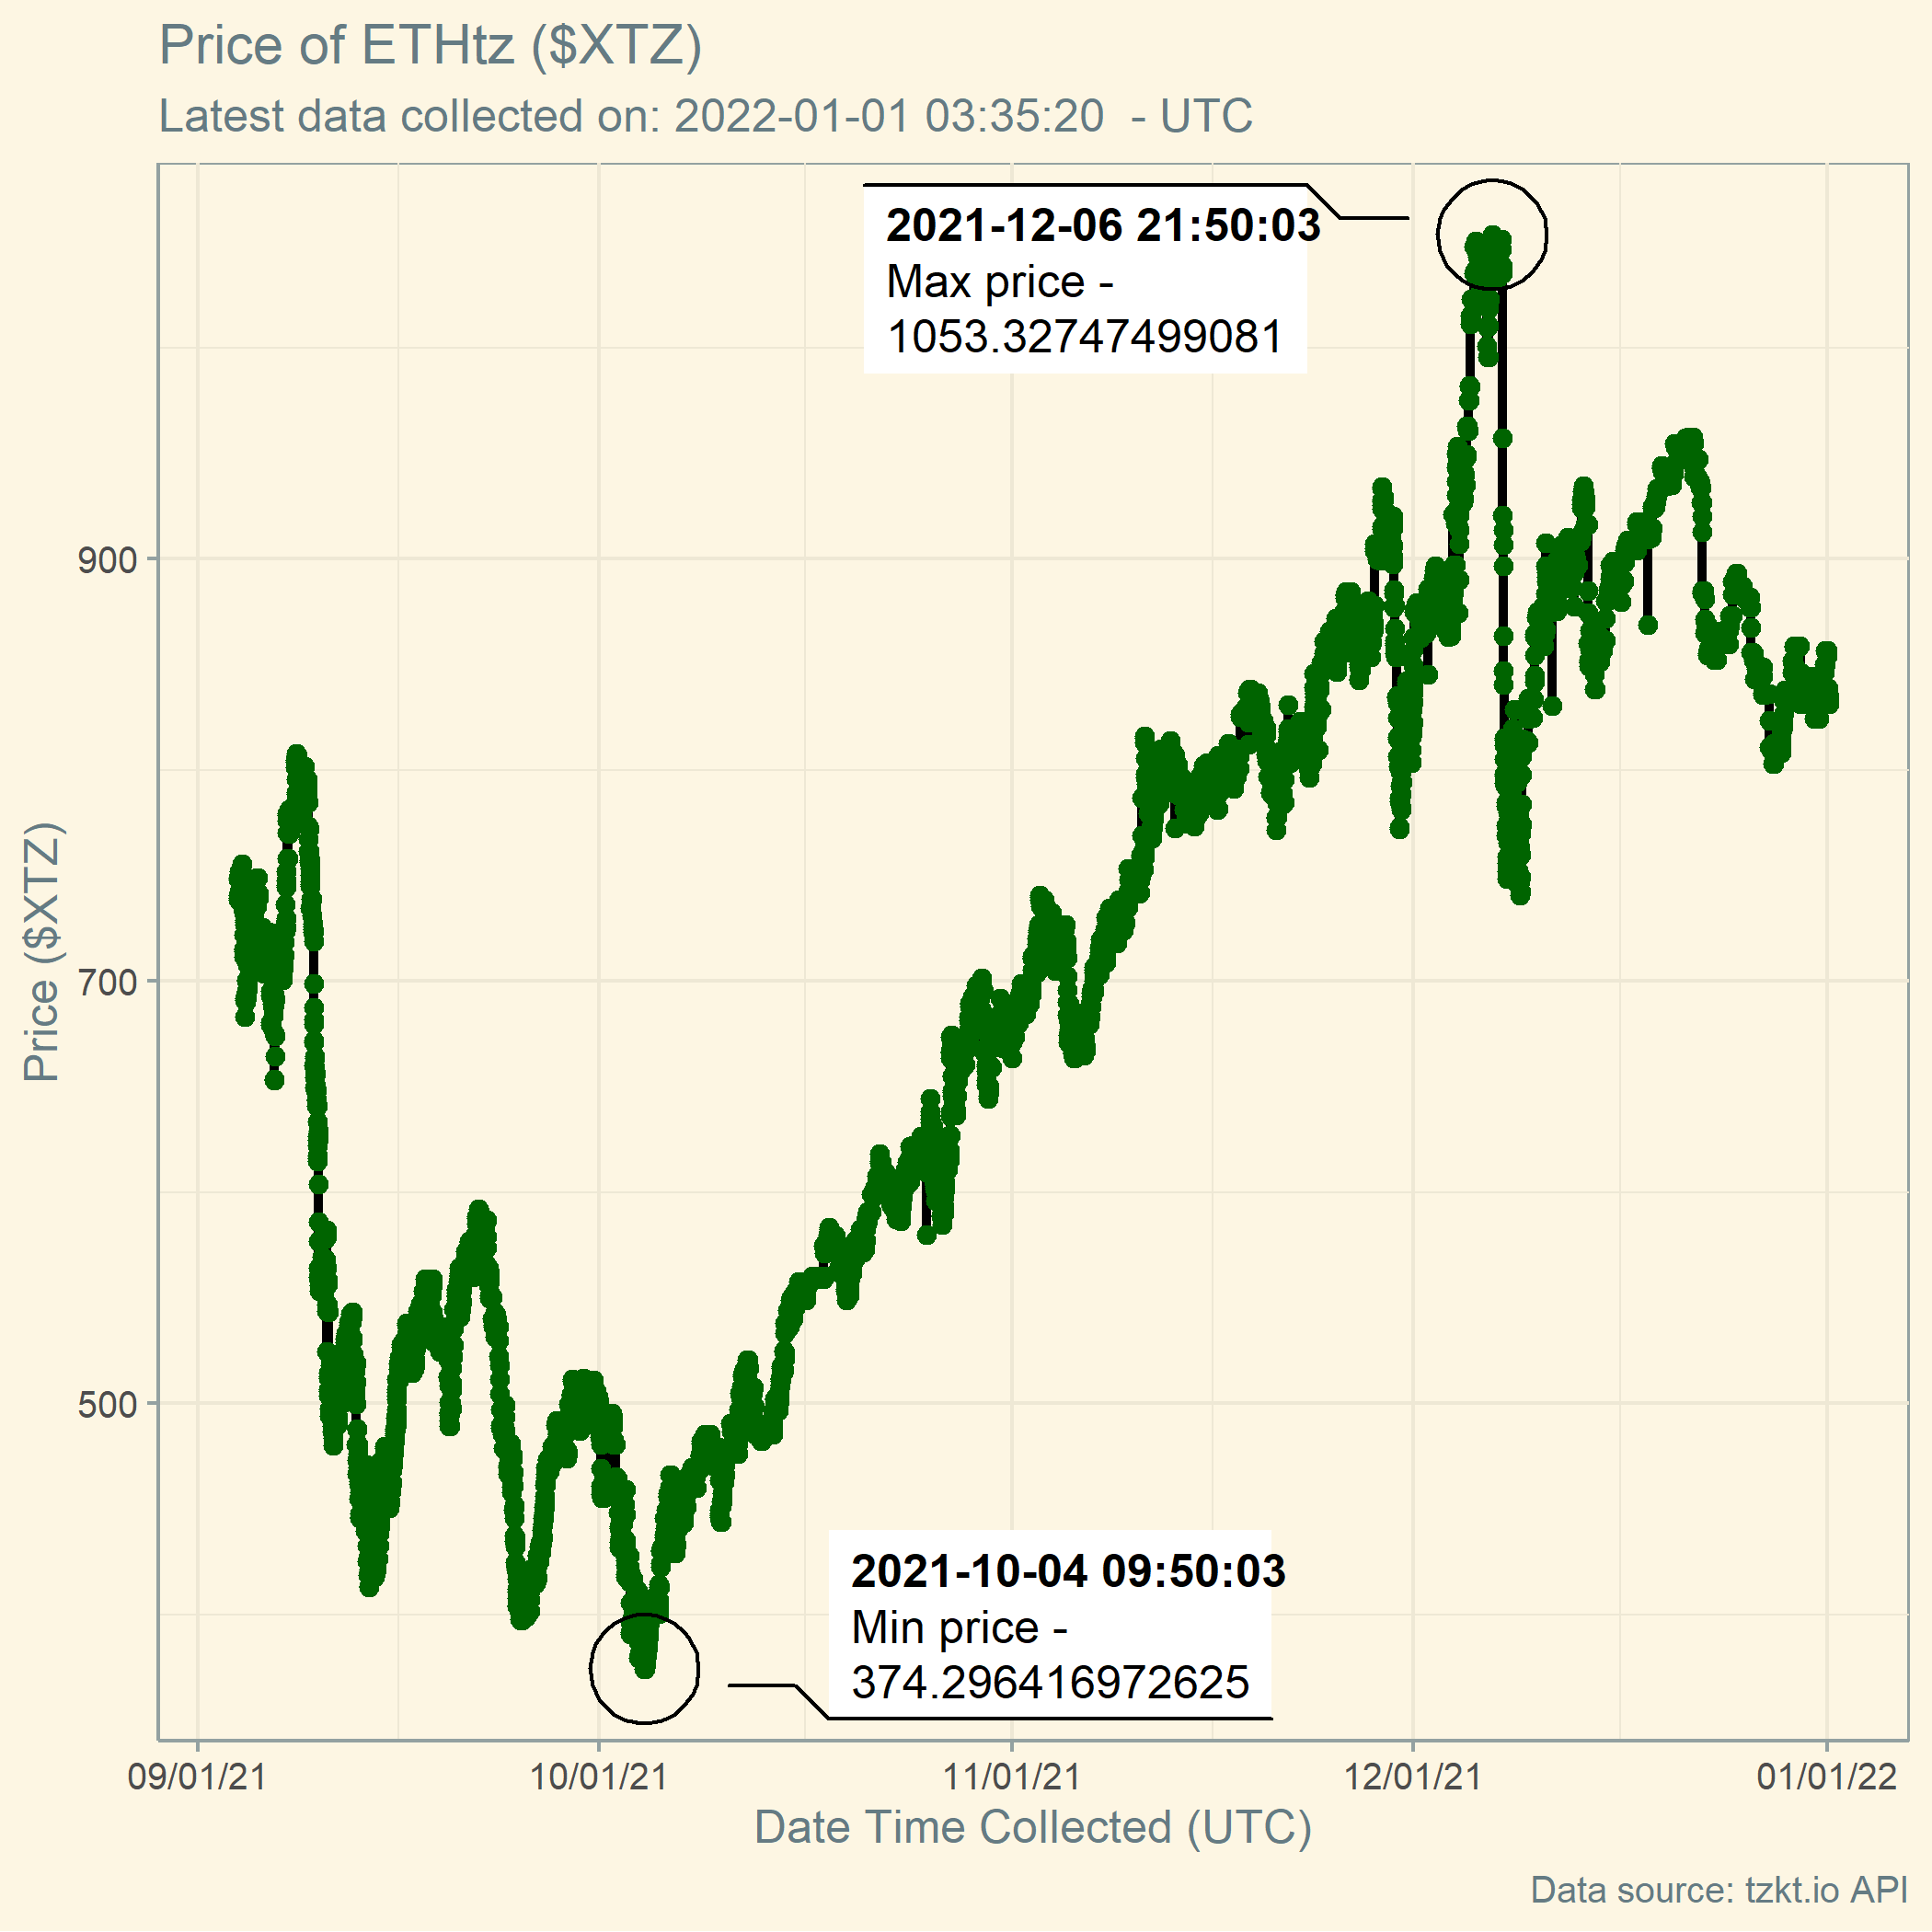 Price of ETHtz ($XTZ)
Latest data collected on: 2022-01-01 03:35:20  - UTC
2021-12-06 21:50:03
Max price -
1053.32747499081
900
700
500
Price ($XTZ)
2021-10-04 09:50:03
Min price -
374.296416972625
09/01/21
10/01/21
11/01/21
12/01/21
01/01/22
Date Time Collected (UTC)
Data source: tzkt.io API